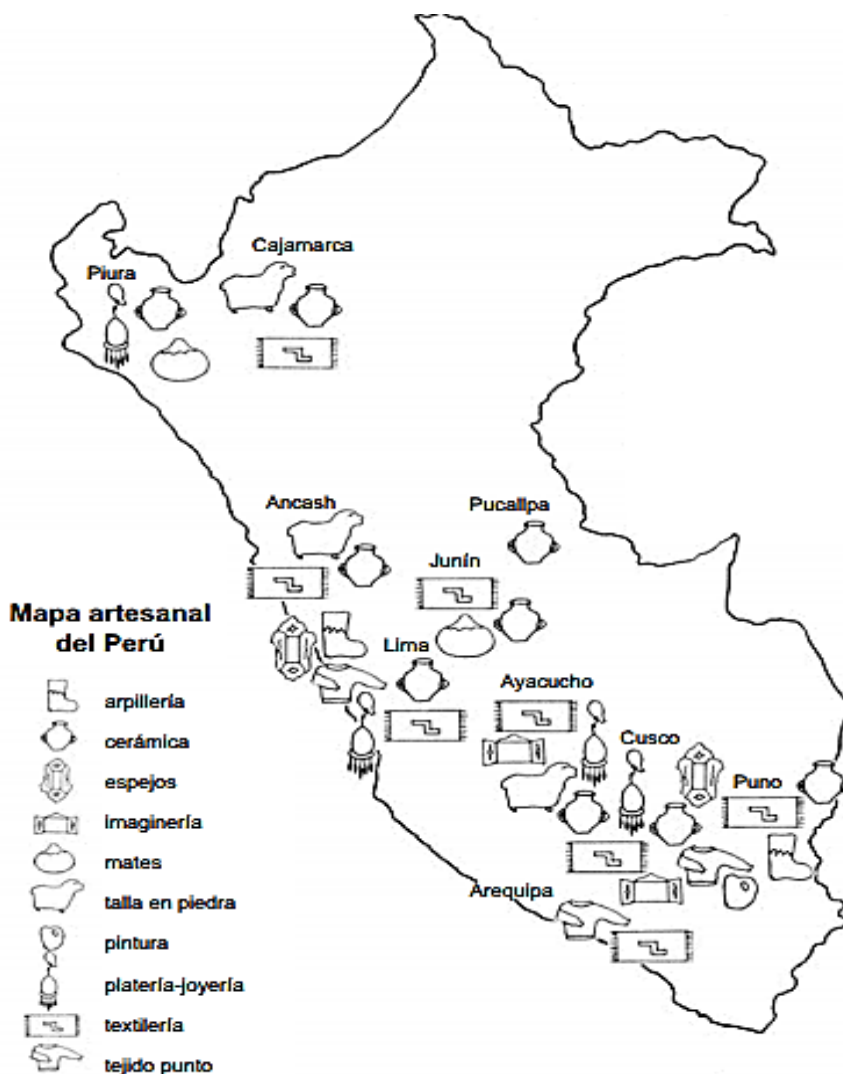 Cajamarca
Piura
Ancash
Pucallpa
Junín
Mapa artesanal
del Perú
Lima
Ayacucho
Cusco
Puno
Arequipa
arpillería
cerámica
espejos
imaginería
mates
talla en piedra
pintura
platería-joyería
textilería
tejido punto